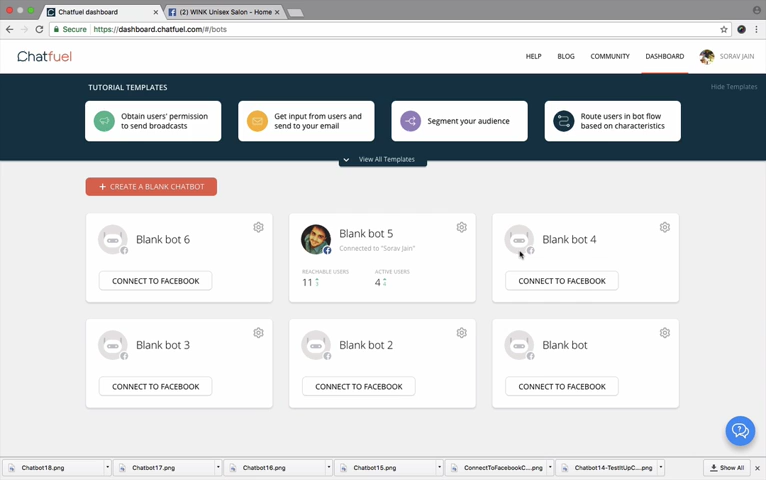 Chatfuel dashboard
(2) WINK Unisex Salon - Home
Secure
https://dashboard.chatfuel.com/#/bots
Chatfuel
HELP
BLOG
COMMUNITY
DASHBOARD
SORAV JAIN
TUTORIAL TEMPLATES
Hide Templates
Obtain users' permission
to send broadcasts
Get input from users and
send to your email
Segment your audience
Route users in bot flow
based on characteristics
View All Templates
+ CREATE A BLANK CHATBOT
Blank bot 6
CONNECT TO FACEBOOK
Blank bot 5
Connected to "Sorav Jain"
REACHABLE USERS
ACTIVE USERS
11
4
Blank bot 4
CONNECT TO FACEBOOK
Blank bot 3
CONNECT TO FACEBOOK
Blank bot 2
CONNECT TO FACEBOOK
Blank bot
CONNECT TO FACEBOOK
Chatbot18.png
Chatbot17.png
Chatbot16.png
Chatbot15.png
ConnectToFacebookC....png
Chatbot14-TestItUpC....png
Show All